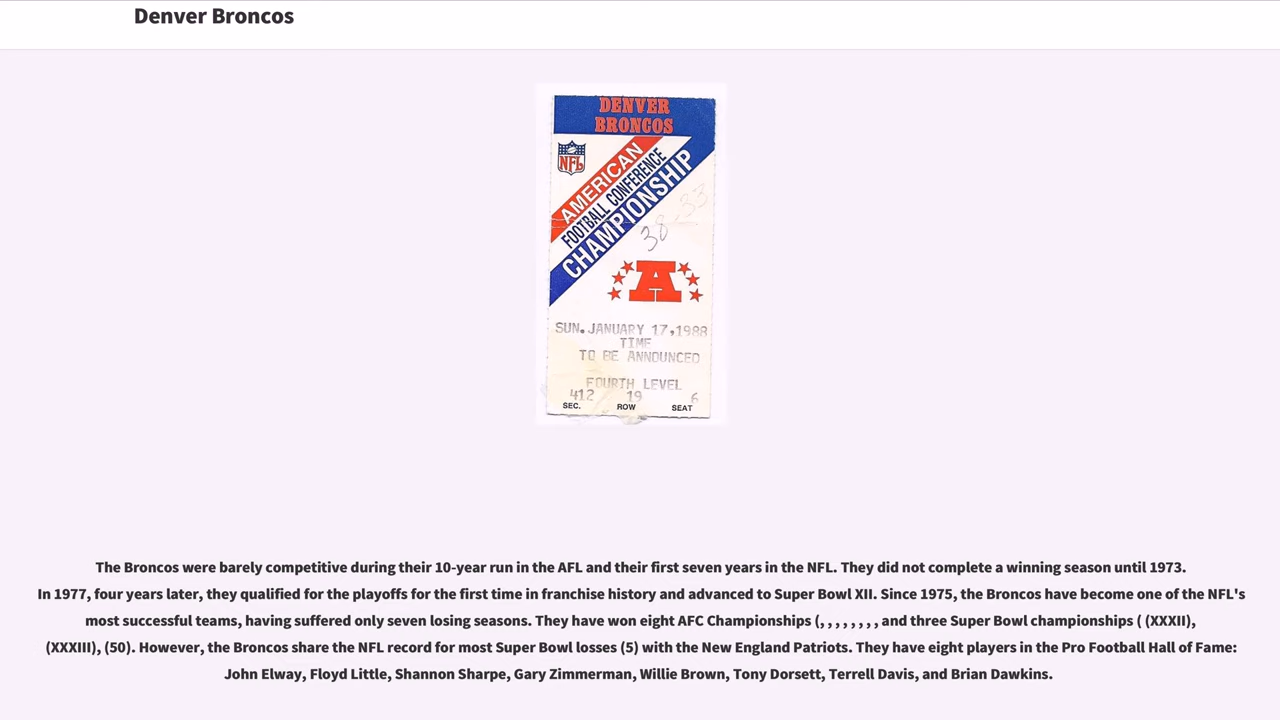 Denver Broncos
DENVER
BRONCOS
NFL
AMERICAN
FOOTBALL CONFERENCE
CHAMPIONSHIP
38-33
A
SUN. JANUARY 17,1988
TIME
TO BE ANNOUNCED
FOURTH LEVEL
412 19 6
SEC. ROW SEAT
The Broncos were barely competitive during their 10-year run in the AFL and their first seven years in the NFL. They did not complete a winning season until 1973.
In 1977, four years later, they qualified for the playoffs for the first time in franchise history and advanced to Super Bowl XII. Since 1975, the Broncos have become one of the NFL's
most successful teams, having suffered only seven losing seasons. They have won eight AFC Championships (, , , , , , , , and three Super Bowl championships ( (XXXII),
(XXXIII), (50). However, the Broncos share the NFL record for most Super Bowl losses (5) with the New England Patriots. They have eight players in the Pro Football Hall of Fame:
John Elway, Floyd Little, Shannon Sharpe, Gary Zimmerman, Willie Brown, Tony Dorsett, Terrell Davis, and Brian Dawkins.